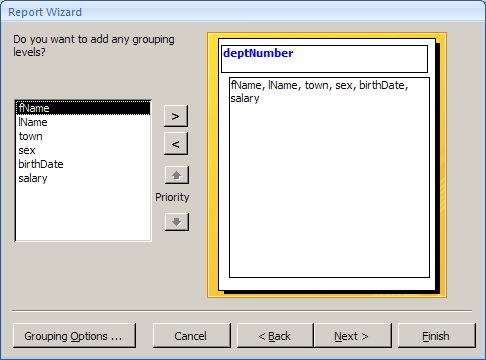 Report Wizard
Do you want to add any grouping
levels?
fName
lName
town
sex
birthDate
salary
>
<
Priority
deptNumber
fName, lName, town, sex, birthDate,
salary
Grouping Options ...
Cancel
< Back
Next >
Finish